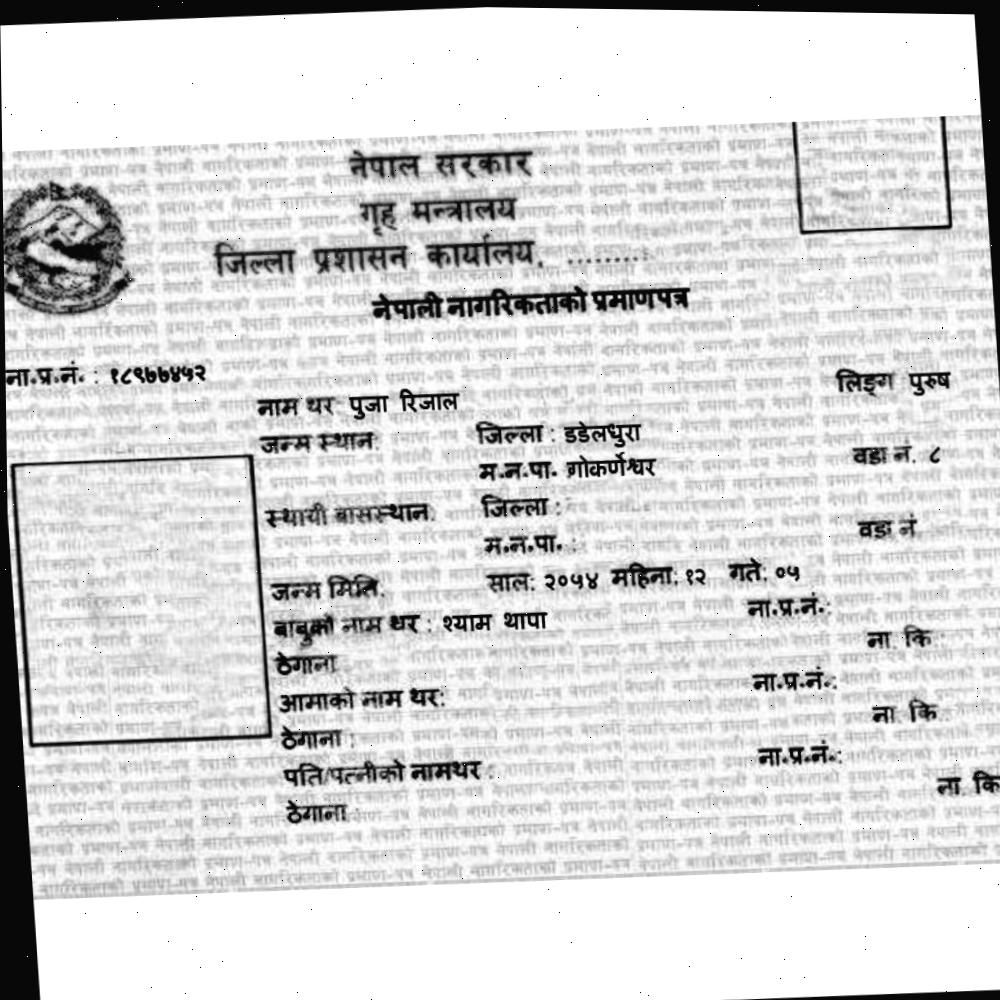 नेपाल सरकार
गृह मन्त्रालय
जिल्ला प्रशासन कार्यालय, ........:
नेपाली नागरिकताको प्रमाणपत्र
ना.प्र.नं. : १८९७७४५२
लिङ्ग पुरुष
नाम थर पुजा रिजाल
जन्म स्थान: जिल्ला : डडेलधुरा
म.न.पा. गोकर्णेश्वर वडा नं. ८
स्थायी बासस्थान: जिल्ला :
म.न.पा. : वडा नं
जन्म मिति: साल: २०५४ महिना: १२ गते: ०५
बाबुको नाम थर : श्याम थापा ना.प्र.नं.:
ठेगाना ना. कि :
आमाको नाम थर: ना.प्र.नं.:
ठेगाना : ना. कि :
पति/पत्नीको नामथर : ना.प्र.नं.:
ठेगाना : ना. कि